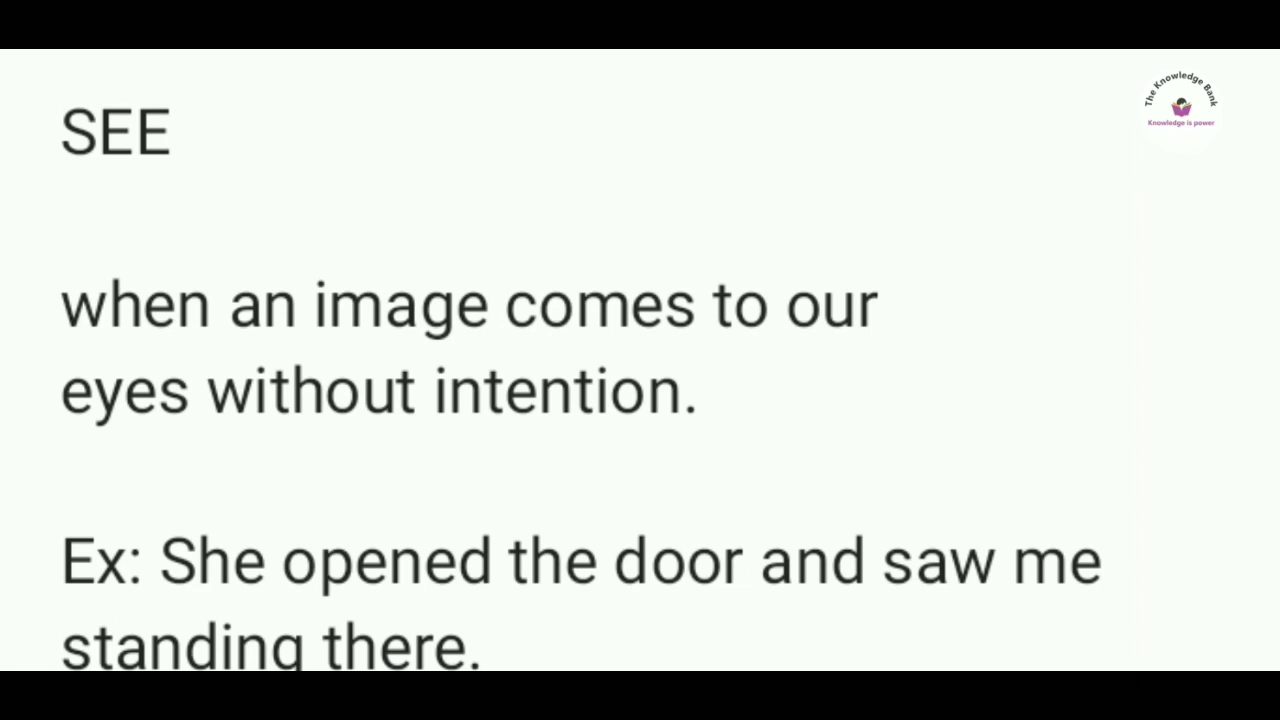 SEE
The Knowledge Bank
Knowledge is power
when an image comes to our
eyes without intention.
Ex: She opened the door and saw me
standing there.